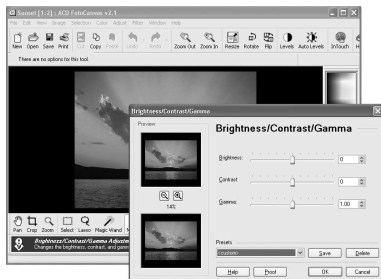 Sunset [1:2] : ACD FotoCanvas v2.1
File Edit View Image Selection Color Adjust Filter Window Help
New Open Save Print Cut Copy Paste Undo Redo Zoom Out Zoom In Resize Rotate Flip Levels Auto Levels InTouch
There are no options for this tool.
Brightness/Contrast/Gamma
Preview
Brightness/Contrast/Gamma
Brightness: 0
Contrast: 0
14%
Gamma: 1.00
Pan Crop Zoom Select Lasso Magic Wand
Presets
Save Delete
Brightness/Contrast/Gamma Adjustm
Changes the brightness, contrast, and gamm
Help OK Cancel